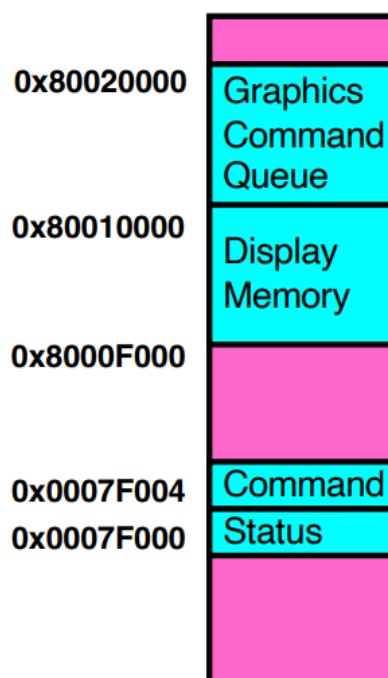 0x80020000
Graphics
Command
Queue
0x80010000
Display
Memory
0x8000F000
0x0007F004 Command
0x0007F000 Status